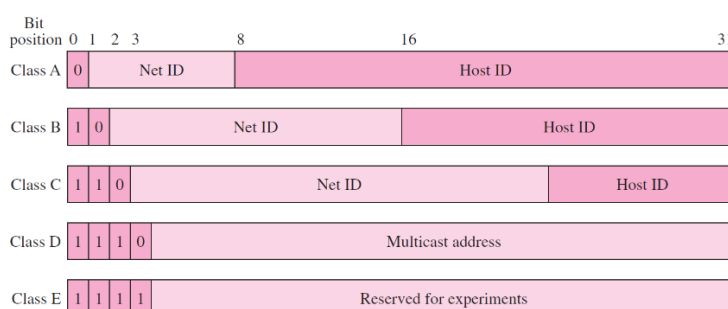 Bit
position 0 1 2 3 8 16 3
Class A 0 Net ID Host ID
Class B 1 0 Net ID Host ID
Class C 1 1 0 Net ID Host ID
Class D 1 1 1 0 Multicast address
Class E 1 1 1 1 Reserved for experiments